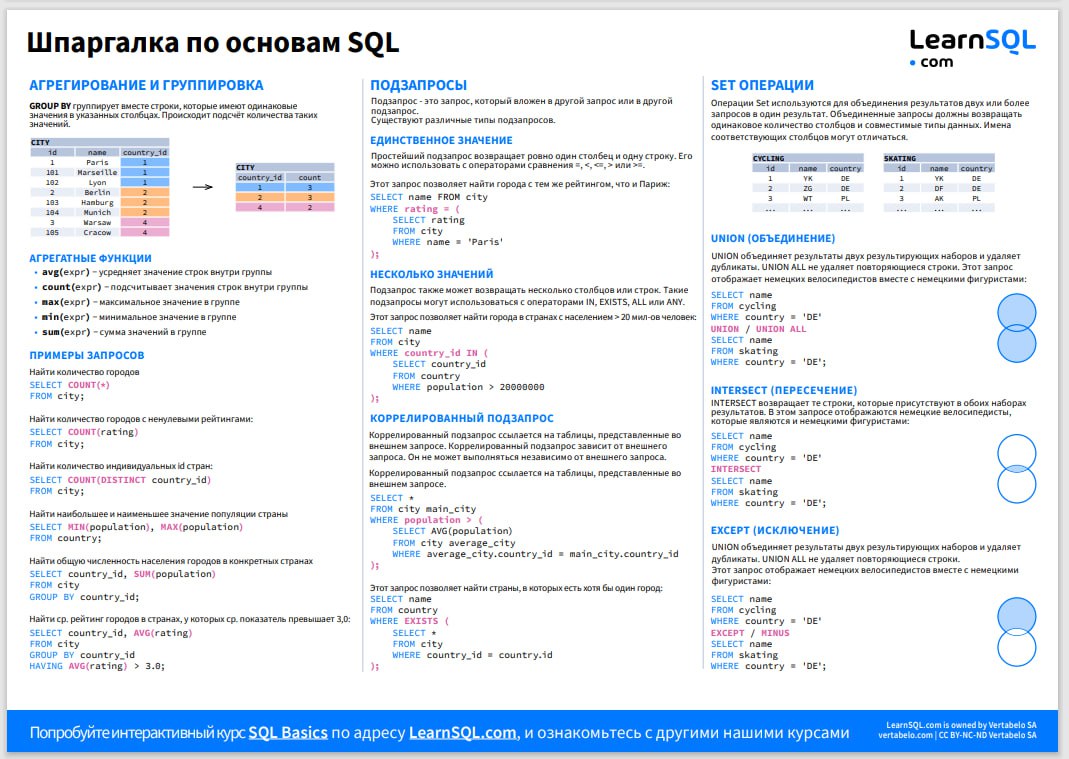 Шпаргалка по основам SQL
LearnSQL
• com
АГРЕГИРОВАНИЕ И ГРУППИРОВКА
GROUP BY группирует вместе строки, которые имеют одинаковые
значения в указанных столбцах. Происходит подсчёт количества таких
значений.
CITY
id name country_id
1 Paris 1
101 Marseille 1
102 Lyon 1
2 Berlin 2
103 Hamburg 2
104 Munich 2
3 Warsaw 4
105 Cracow 4
CITY
country_id count
1 3
2 3
4 2
АГРЕГАТНЫЕ ФУНКЦИИ
• avg(expr) – усредняет значение строк внутри группы
• count(expr) – подсчитывает значения строк внутри группы
• max(expr) – максимальное значение в группе
• min(expr) – минимальное значение в группе
• sum(expr) – сумма значений в группе
ПРИМЕРЫ ЗАПРОСОВ
Найти количество городов
SELECT COUNT(*)
FROM city;
Найти количество городов с ненулевыми рейтингами:
SELECT COUNT(rating)
FROM city;
Найти количество индивидуальных id стран:
SELECT COUNT(DISTINCT country_id)
FROM city;
Найти наибольшее и наименьшее значение популяции страны
SELECT MIN(population), MAX(population)
FROM country;
Найти общую численность населения городов в конкретных странах
SELECT country_id, SUM(population)
FROM city
GROUP BY country_id;
Найти ср. рейтинг городов в странах, у которых ср. показатель превышает 3,0:
SELECT country_id, AVG(rating)
FROM city
GROUP BY country_id
HAVING AVG(rating) > 3.0;
ПОДЗАПРОСЫ
Подзапрос - это запрос, который вложен в другой запрос или в другой
подзапрос.
Существуют различные типы подзапросов.
ЕДИНСТВЕННОЕ ЗНАЧЕНИЕ
Простейший подзапрос возвращает ровно один столбец и одну строку. Его
можно использовать с операторами сравнения =, <, <=, > или >=.
Этот запрос позволяет найти города с тем же рейтингом, что и Париж:
SELECT name FROM city
WHERE rating = (
SELECT rating
FROM city
WHERE name = 'Paris'
);
НЕСКОЛЬКО ЗНАЧЕНИЙ
Подзапрос также может возвращать несколько столбцов или строк. Такие
подзапросы могут использоваться с операторами IN, EXISTS, ALL или ANY.
Этот запрос позволяет найти города в странах с населением > 20 мил-ов человек:
SELECT name
FROM city
WHERE country_id IN (
SELECT country_id
FROM country
WHERE population > 20000000
);
КОРРЕЛИРОВАННЫЙ ПОДЗАПРОС
Коррелированный подзапрос ссылается на таблицы, представленные во
внешнем запросе. Коррелированный подзапрос зависит от внешнего
запроса. Он не может выполняться независимо от внешнего запроса.
Коррелированный подзапрос ссылается на таблицы, представленные во
внешнем запросе.
SELECT *
FROM city main_city
WHERE population > (
SELECT AVG(population)
FROM city average_city
WHERE average_city.country_id = main_city.country_id
);
Этот запрос позволяет найти страны, в которых есть хотя бы один город:
SELECT name
FROM country
WHERE EXISTS (
SELECT *
FROM city
WHERE country_id = country.id
);
SET ОПЕРАЦИИ
Операции Set используются для объединения результатов двух или более
запросов в один результат. Объединенные запросы должны возвращать
одинаковое количество столбцов и совместимые типы данных. Имена
соответствующих столбцов могут отличаться.
CYCLING
id name country
1 YK DE
2 ZG DE
3 WT PL
... ... ...
SKATING
id name country
1 YK DE
2 DF DE
3 AK PL
... ... ...
UNION (ОБЪЕДИНЕНИЕ)
UNION объединяет результаты двух результирующих наборов и удаляет
дубликаты. UNION ALL не удаляет повторяющиеся строки. Этот запрос
отображает немецких велосипедистов вместе с немецкими фигуристами:
SELECT name
FROM cycling
WHERE country = 'DE'
UNION / UNION ALL
SELECT name
FROM skating
WHERE country = 'DE';
INTERSECT (ПЕРЕСЕЧЕНИЕ)
INTERSECT возвращает те строки, которые присутствуют в обоих наборах
результатов. В этом запросе отображаются немецкие велосипедисты,
которые являются и немецкими фигуристами:
SELECT name
FROM cycling
WHERE country = 'DE'
INTERSECT
SELECT name
FROM skating
WHERE country = 'DE';
EXCEPT (ИСКЛЮЧЕНИЕ)
UNION объединяет результаты двух результирующих наборов и удаляет
дубликаты. UNION ALL не удаляет повторяющиеся строки.
Этот запрос отображает немецких велосипедистов вместе с немецкими
фигуристами:
SELECT name
FROM cycling
WHERE country = 'DE'
EXCEPT / MINUS
SELECT name
FROM skating
WHERE country = 'DE';
Попробуйте интерактивный курс SQL Basics по адресу LearnSQL.com, и ознакомьтесь с другими нашими курсами
LearnSQL.com is owned by Vertabelo SA
vertabelo.com | CC BY-NC-ND Vertabelo SA